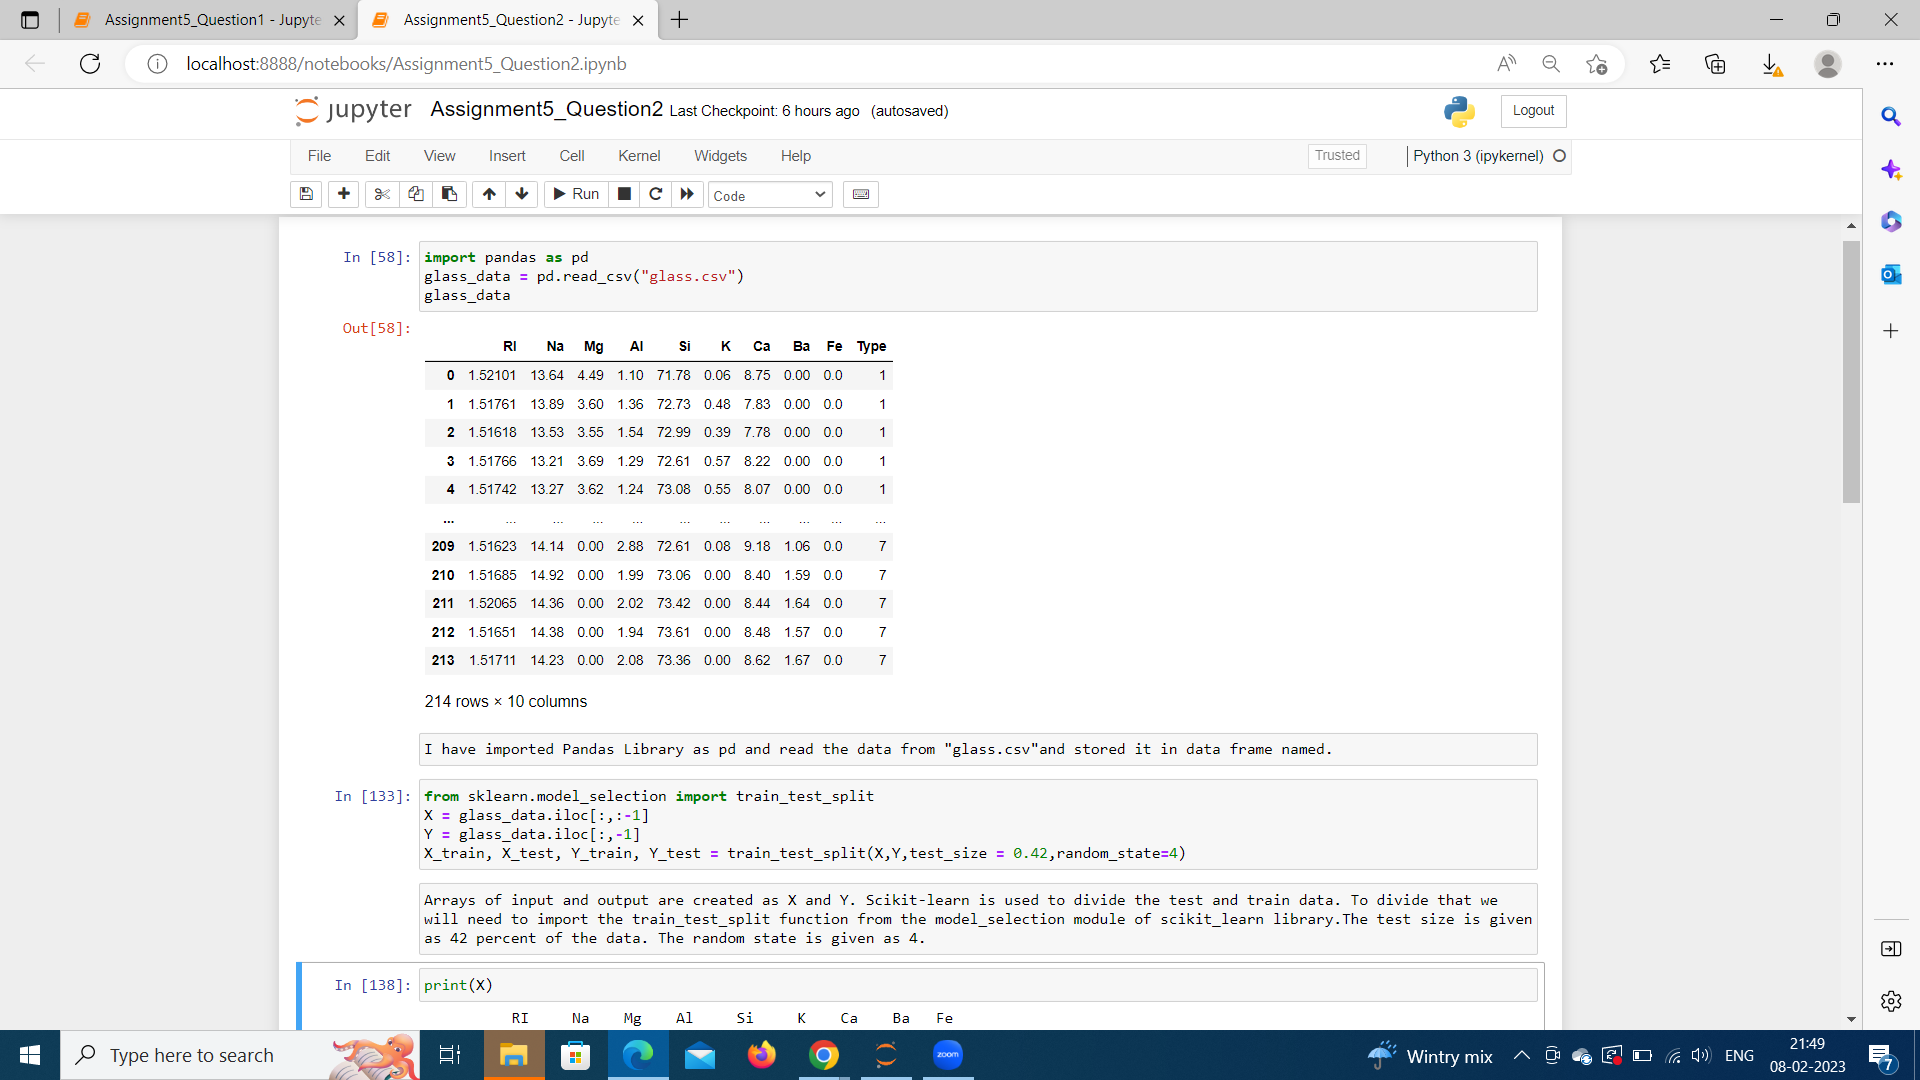 Assignment5_Question1 - Jupyte
Assignment5_Question2 - Jupyte
localhost:8888/notebooks/Assignment5_Question2.ipynb
jupyter Assignment5_Question2 Last Checkpoint: 6 hours ago (autosaved)
Logout
File Edit View Insert Cell Kernel Widgets Help
Trusted
Python 3 (ipykernel)
Run
Code
In [58]: import pandas as pd
glass_data = pd.read_csv("glass.csv")
glass_data
Out[58]:
RI Na Mg Al Si K Ca Ba Fe Type
0 1.52101 13.64 4.49 1.10 71.78 0.06 8.75 0.00 0.0 1
1 1.51761 13.89 3.60 1.36 72.73 0.48 7.83 0.00 0.0 1
2 1.51618 13.53 3.55 1.54 72.99 0.39 7.78 0.00 0.0 1
3 1.51766 13.21 3.69 1.29 72.61 0.57 8.22 0.00 0.0 1
4 1.51742 13.27 3.62 1.24 73.08 0.55 8.07 0.00 0.0 1
... ... ... ... ... ... ... ... ... ... ...
209 1.51623 14.14 0.00 2.88 72.61 0.08 9.18 1.06 0.0 7
210 1.51685 14.92 0.00 1.99 73.06 0.00 8.40 1.59 0.0 7
211 1.52065 14.36 0.00 2.02 73.42 0.00 8.44 1.64 0.0 7
212 1.51651 14.38 0.00 1.94 73.61 0.00 8.48 1.57 0.0 7
213 1.51711 14.23 0.00 2.08 73.36 0.00 8.62 1.67 0.0 7
214 rows × 10 columns
I have imported Pandas Library as pd and read the data from "glass.csv"and stored it in data frame named.
In [133]: from sklearn.model_selection import train_test_split
X = glass_data.iloc[:,:-1]
Y = glass_data.iloc[:,-1]
X_train, X_test, Y_train, Y_test = train_test_split(X,Y,test_size = 0.42,random_state=4)
Arrays of input and output are created as X and Y. Scikit-learn is used to divide the test and train data. To divide that we
will need to import the train_test_split function from the model_selection module of scikit_learn library.The test size is given
as 42 percent of the data. The random state is given as 4.
In [138]: print(X)
RI Na Mg Al Si K Ca Ba Fe
Type here to search
zoom
Wintry mix
ENG
21:49
08-02-2023
7